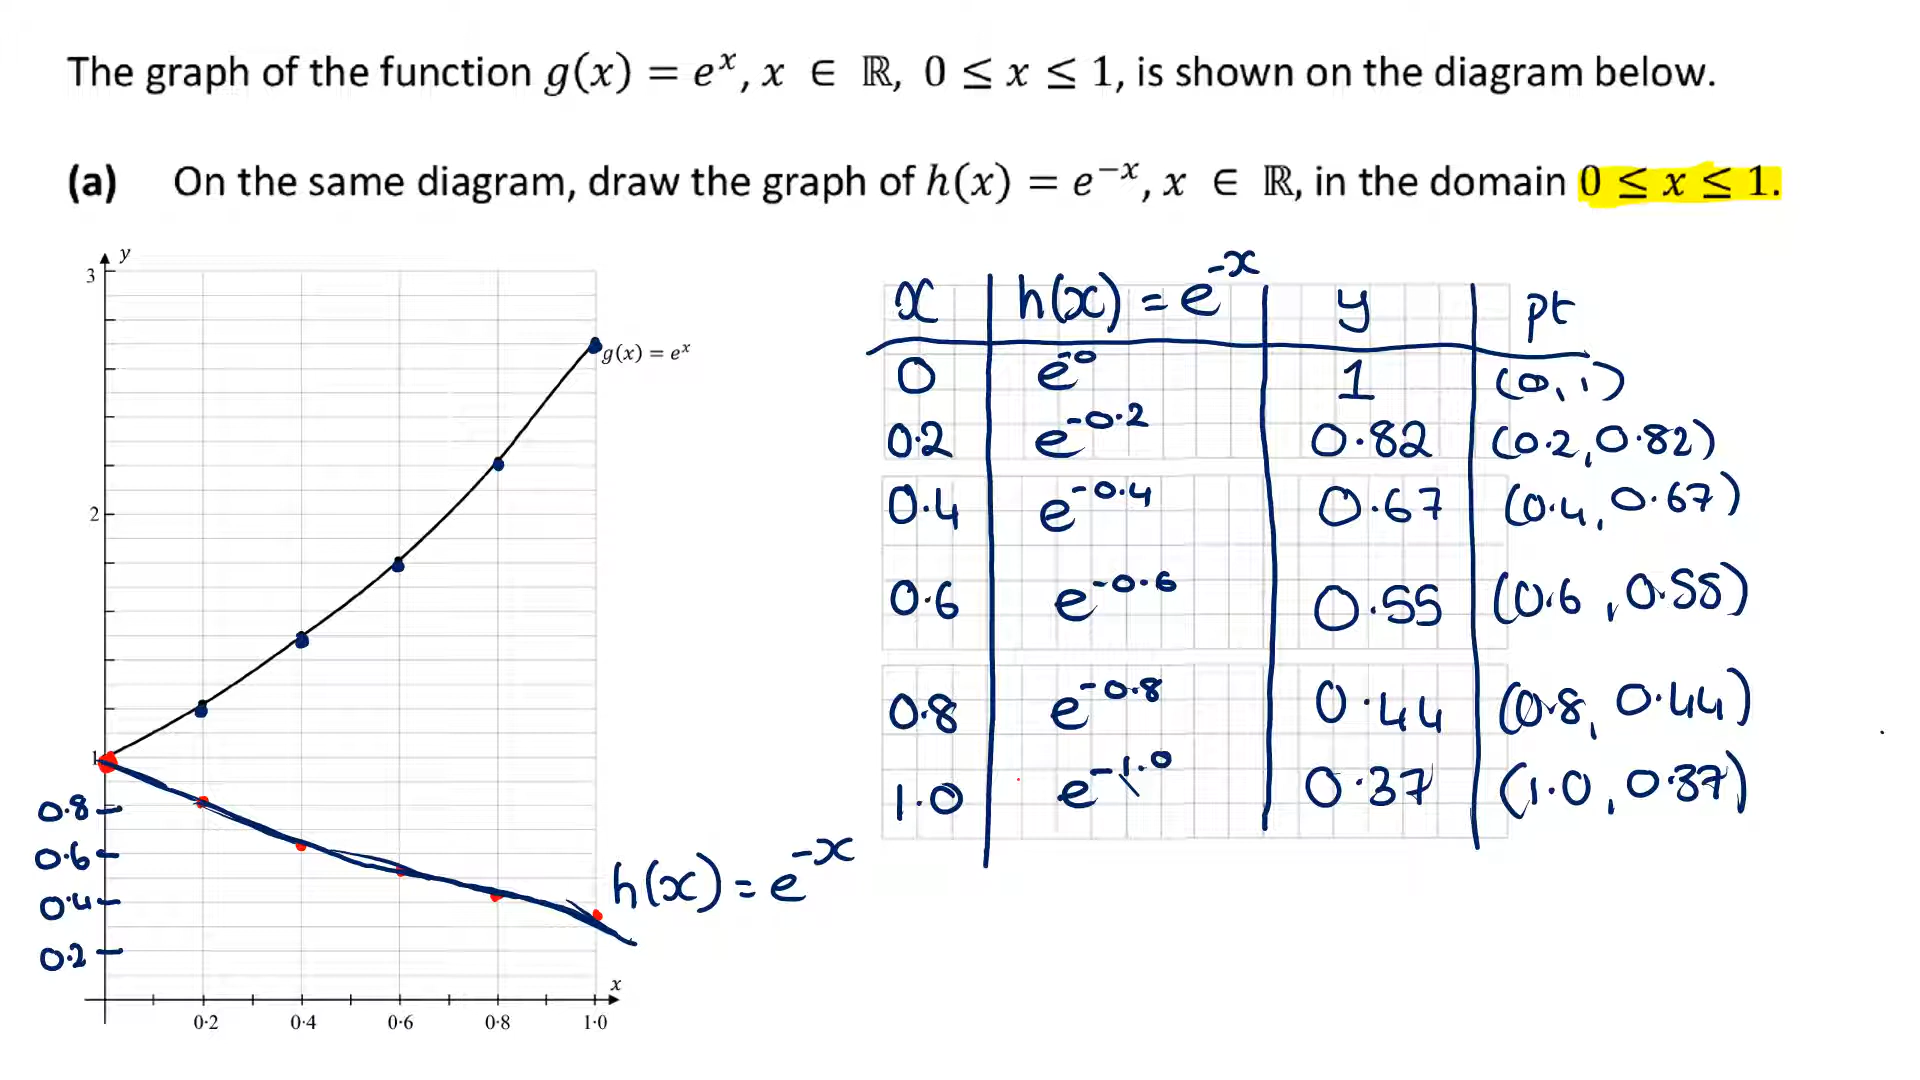 The graph of the function g(x) = eˣ, x ∈ ℝ, 0 ≤ x ≤ 1, is shown on the diagram below.
(a) On the same diagram, draw the graph of h(x) = e⁻ˣ, x ∈ ℝ, in the domain 0 ≤ x ≤ 1.
y
3
g(x) = eˣ
2
1
0·8
0·6
0·4
0·2
h(x) = e⁻ˣ
x
0·2 0·4 0·6 0·8 1·0
x h(x) = e⁻ˣ y pt
0 e^-0 1 (0,1)
0·2 e^-0·2 0·82 (0·2, 0·82)
0·4 e^-0·4 0·67 (0·4, 0·67)
0·6 e^-0·6 0·55 (0·6, 0·55)
0·8 e^-0·8 0·44 (0·8, 0·44)
1·0 e^-1·0 0·37 (1·0, 0·37)